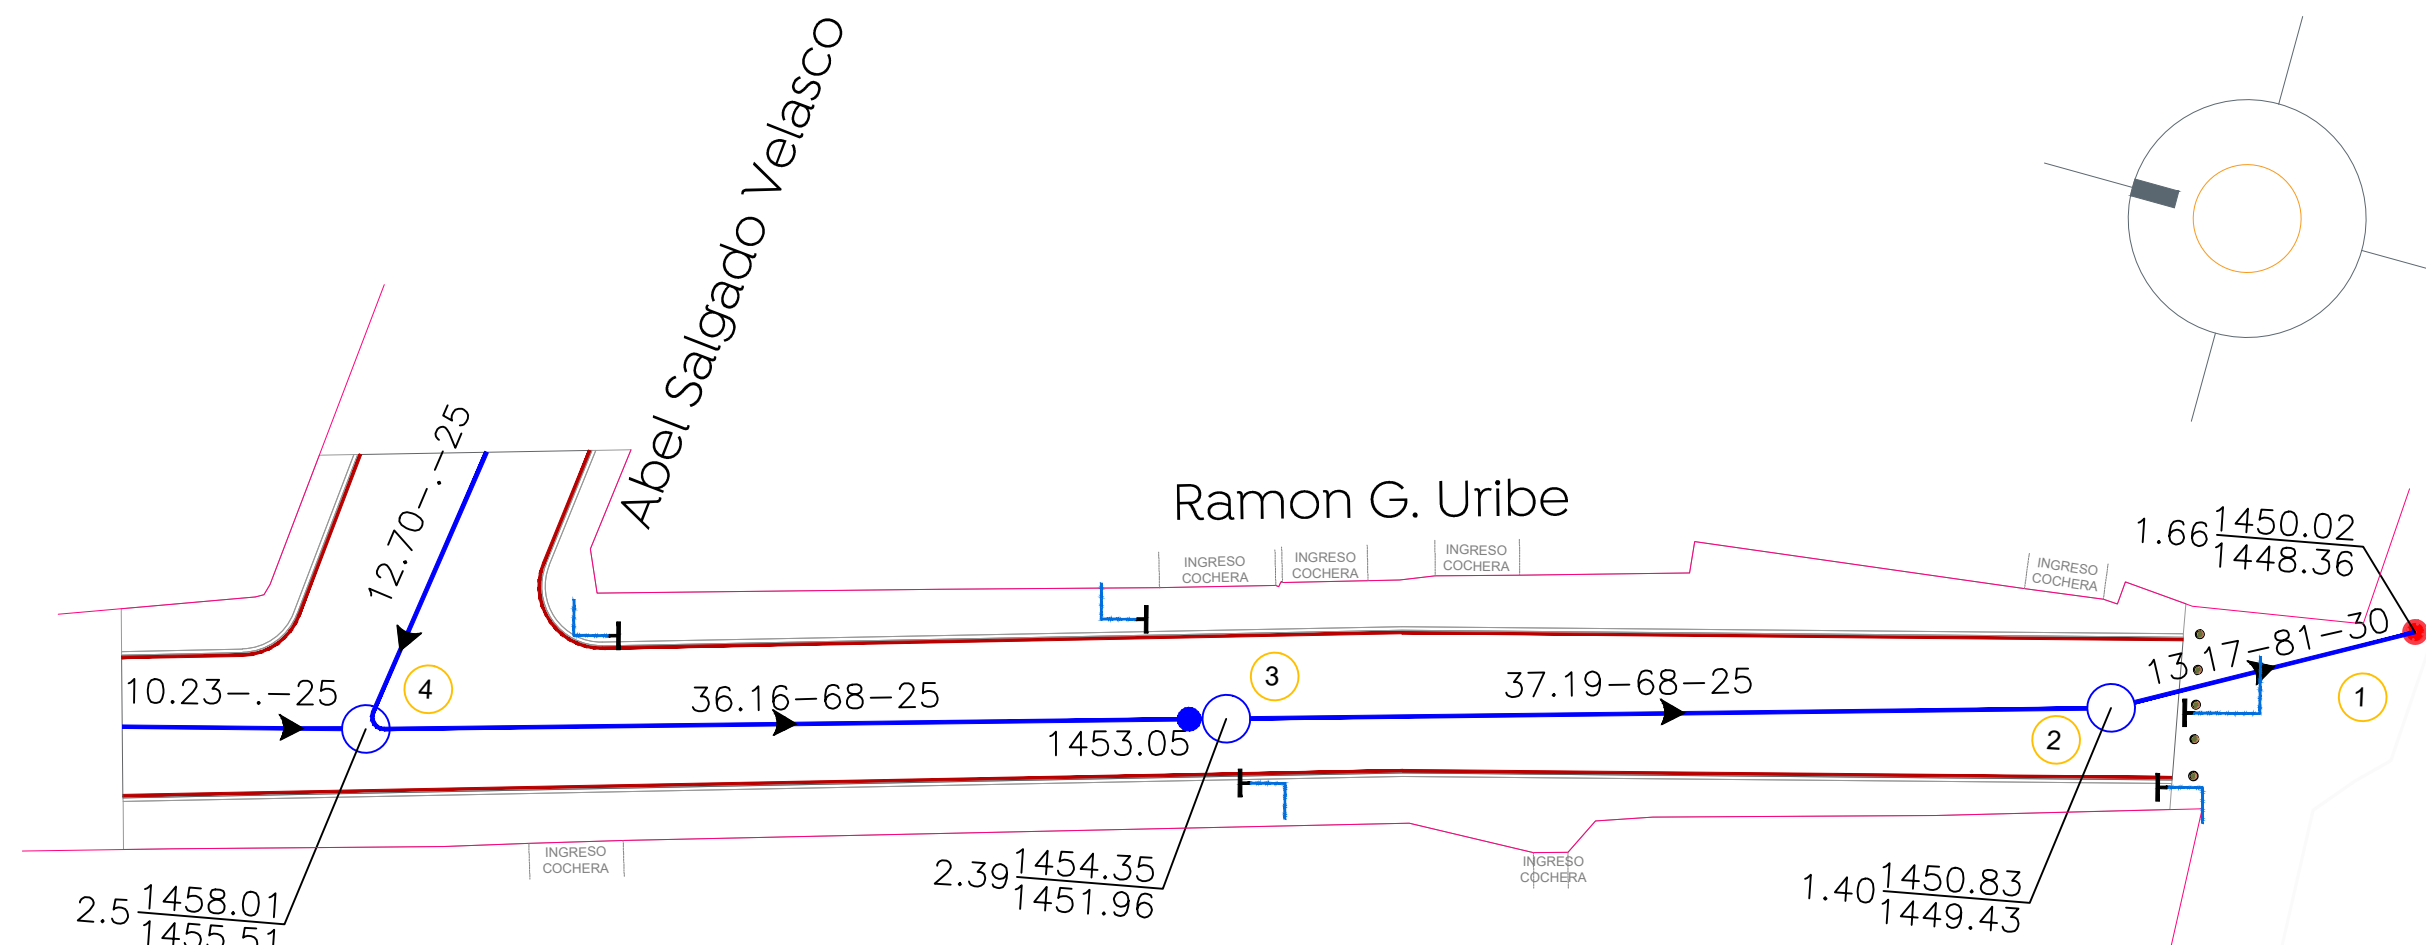 Abel Salgado Velasco
Ramon G. Uribe
12.70-.-25
10.23-.-25
4
36.16-68-25
1453.05
3
37.19-68-25
2
13.17-81-30
1
1.66
1450.02
1448.36
INGRESO
COCHERA
INGRESO
COCHERA
INGRESO
COCHERA
INGRESO
COCHERA
INGRESO
COCHERA
INGRESO
COCHERA
2.5
1458.01
1455.51
2.39
1454.35
1451.96
1.40
1450.83
1449.43